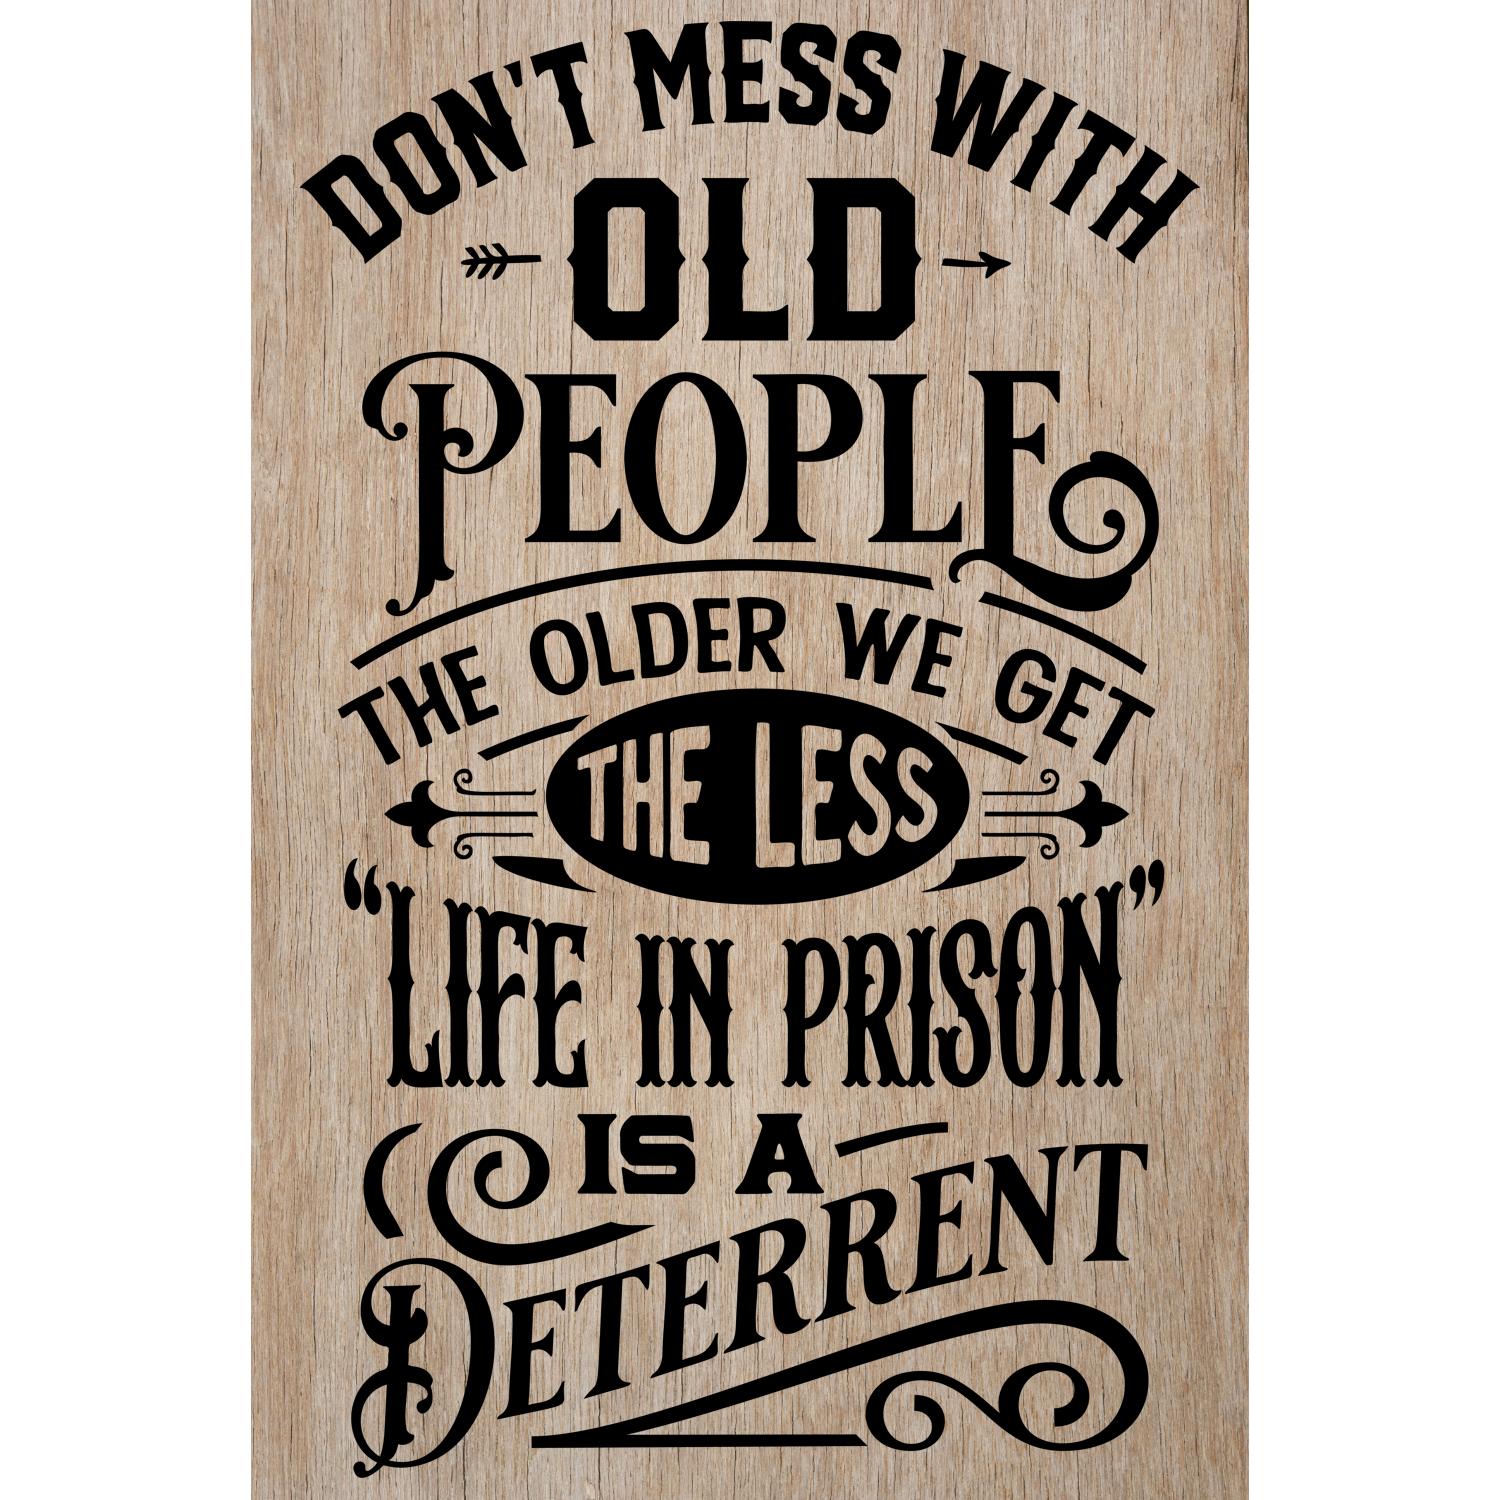 DON'T MESS WITH
OLD
PEOPLE
THE OLDER WE GET
THE LESS
“LIFE IN PRISON”
IS A
DETERRENT